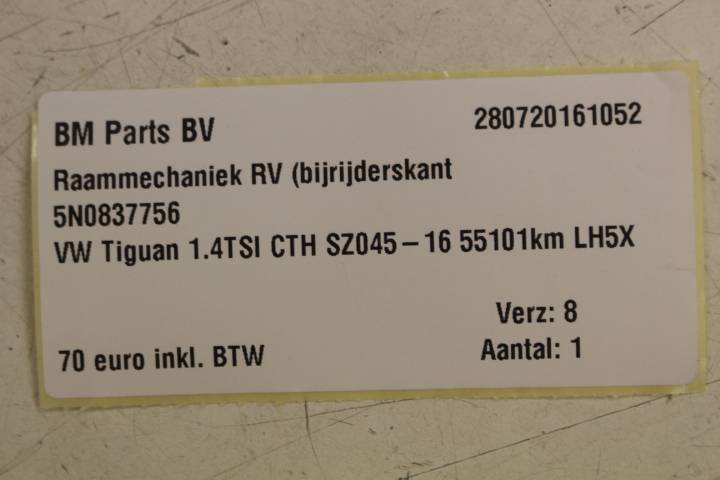 BM Parts BV 280720161052
Raammechaniek RV (bijrijderskant
5N0837756
VW Tiguan 1.4TSI CTH SZ045-16 55101km LH5X
Verz: 8
70 euro inkl. BTW Aantal: 1